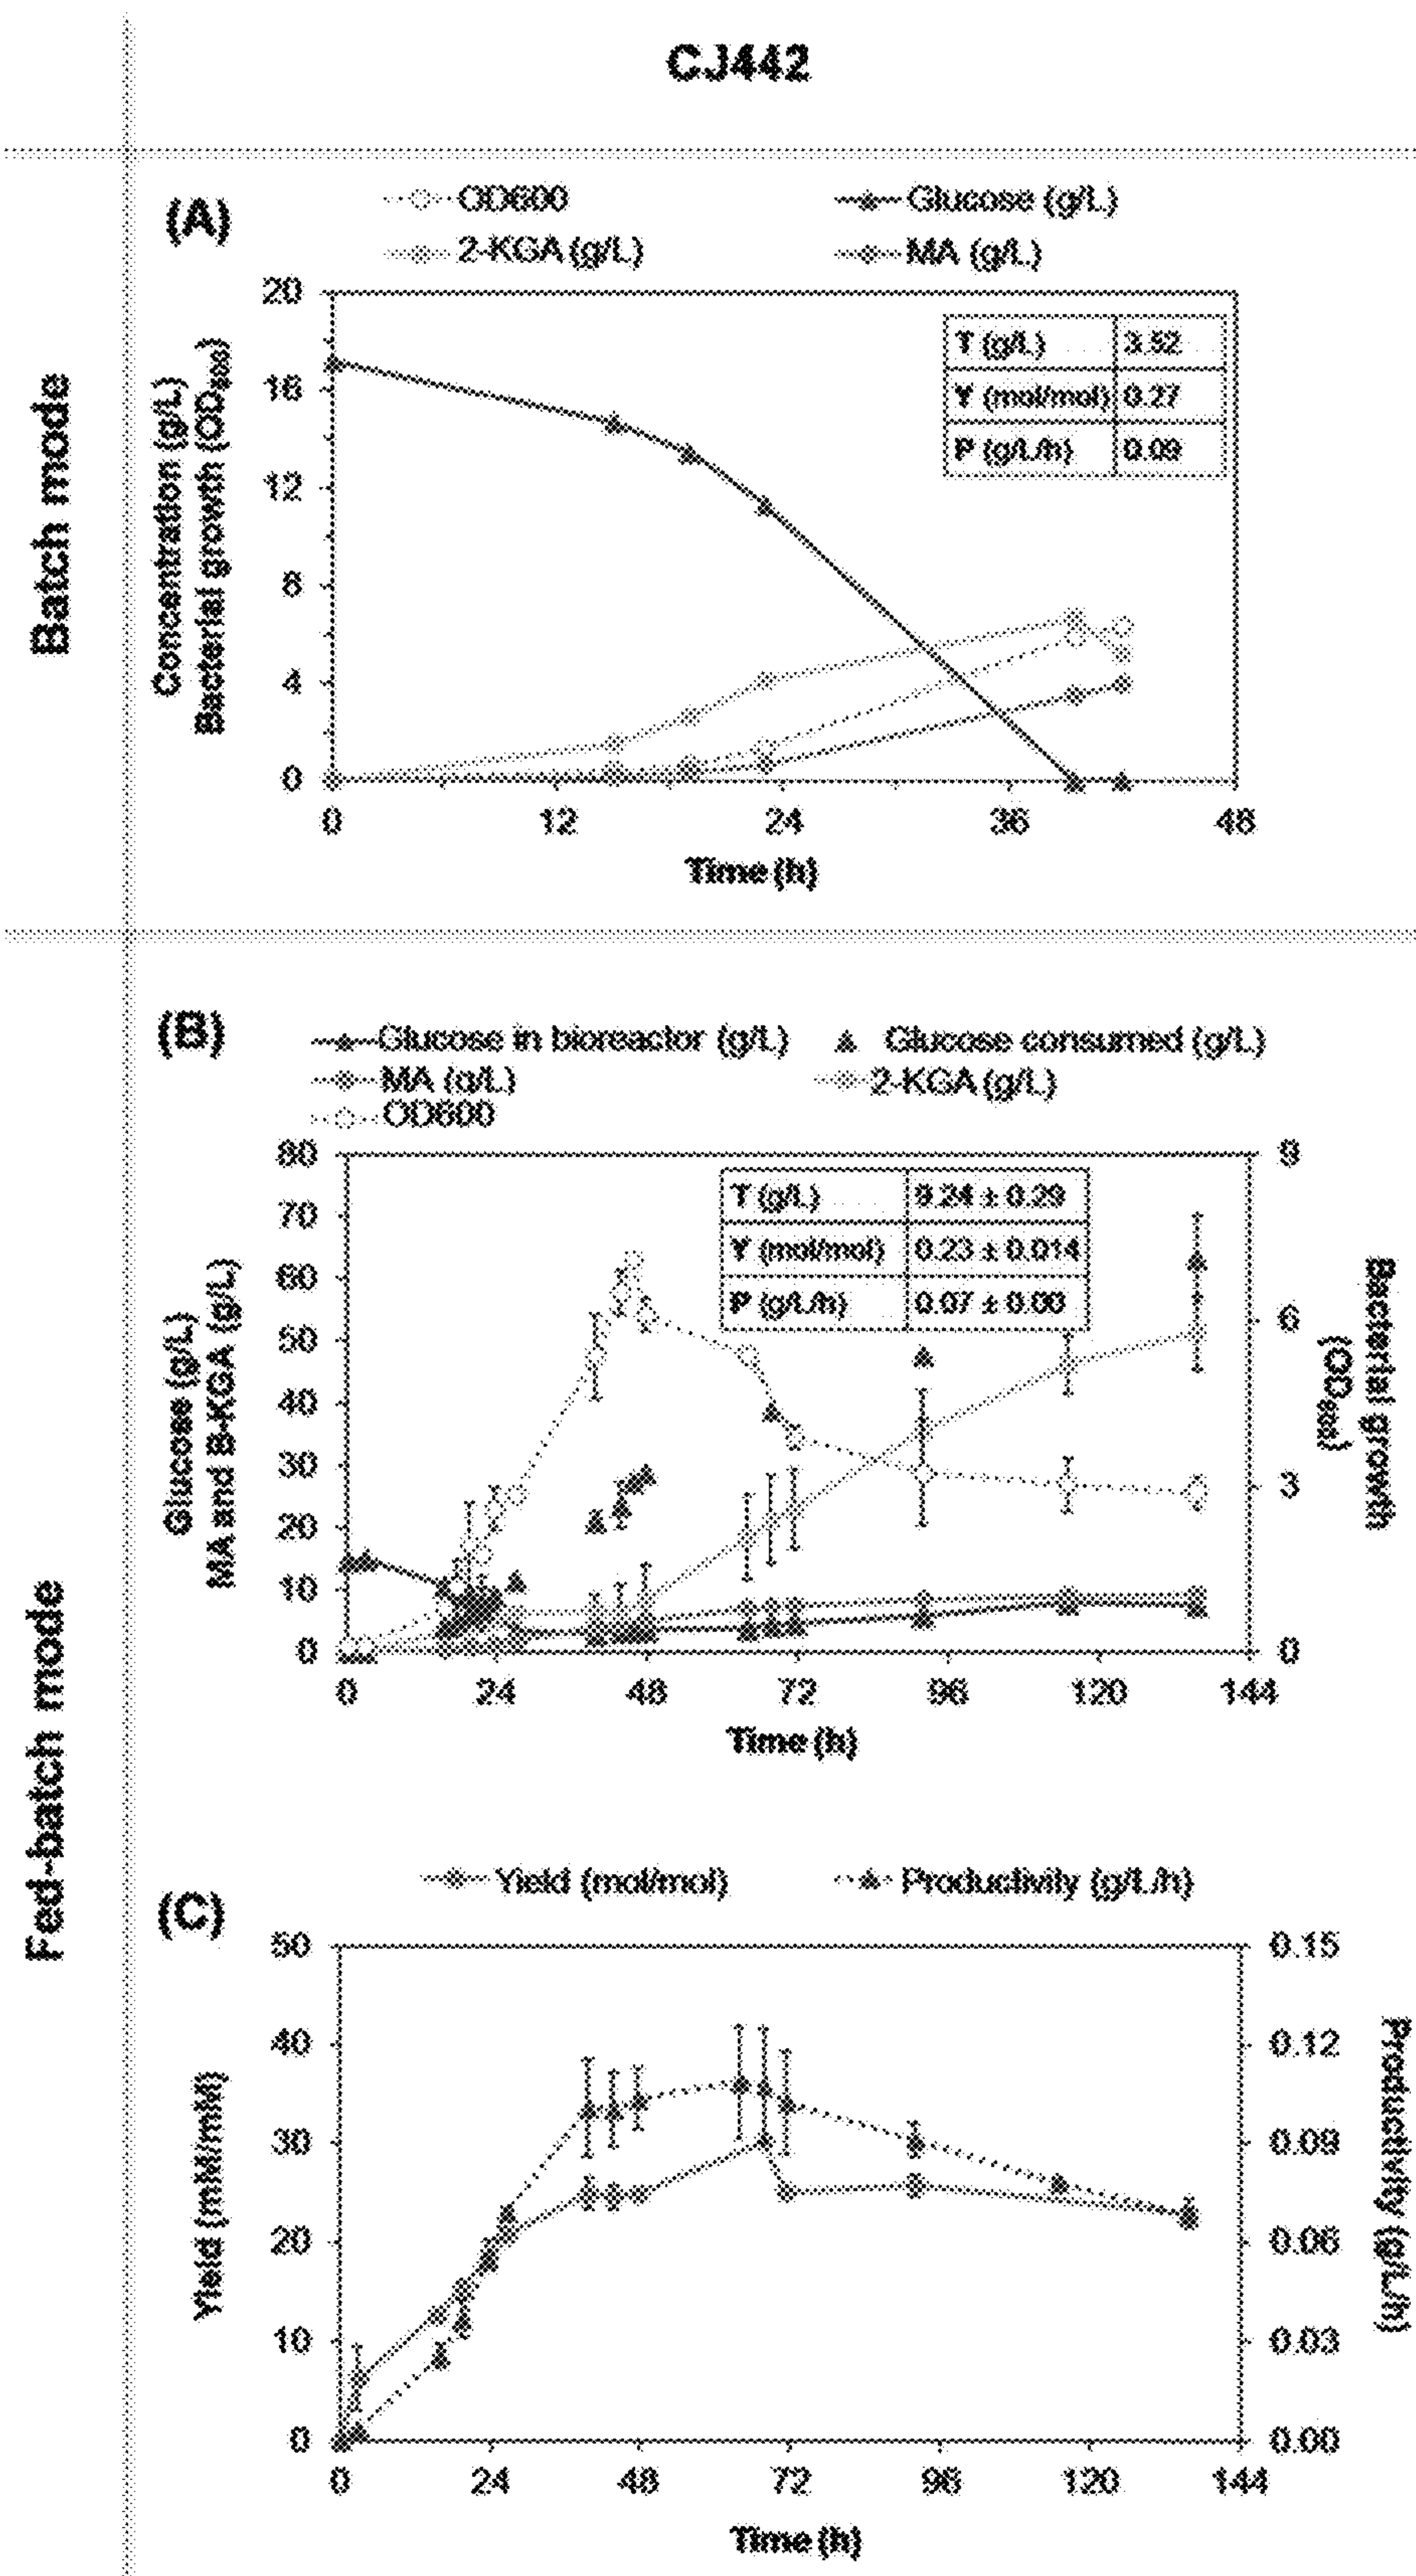 CJ442
Batch mode
(A)
OD600
Glucose (g/L)
2-KGA (g/L)
MA (g/L)
Concentration (g/L)
Bacterial growth (OD600)
20
16
12
8
4
0
T (g/L) 3.52
Y (mol/mol) 0.27
P (g/L/h) 0.09
0 12 24 36 48
Time (h)
Fed-batch mode
(B)
Glucose in bioreactor (g/L)
Glucose consumed (g/L)
MA (g/L)
2-KGA (g/L)
OD600
Glucose (g/L)
MA and B-KGA (g/L)
80
70
60
50
40
30
20
10
0
T (g/L) 9.24 ± 0.29
Y (mol/mol) 0.23 ± 0.014
P (g/L/h) 0.07 ± 0.00
9
6
3
0
Bacterial growth
(OD600)
0 24 48 72 96 120 144
Time (h)
(C)
Yield (mol/mol)
Productivity (g/L/h)
Yield (mM/mM)
50
40
30
20
10
0
0.15
0.12
0.09
0.06
0.03
0.00
Productivity (g/L/h)
0 24 48 72 96 120 144
Time (h)